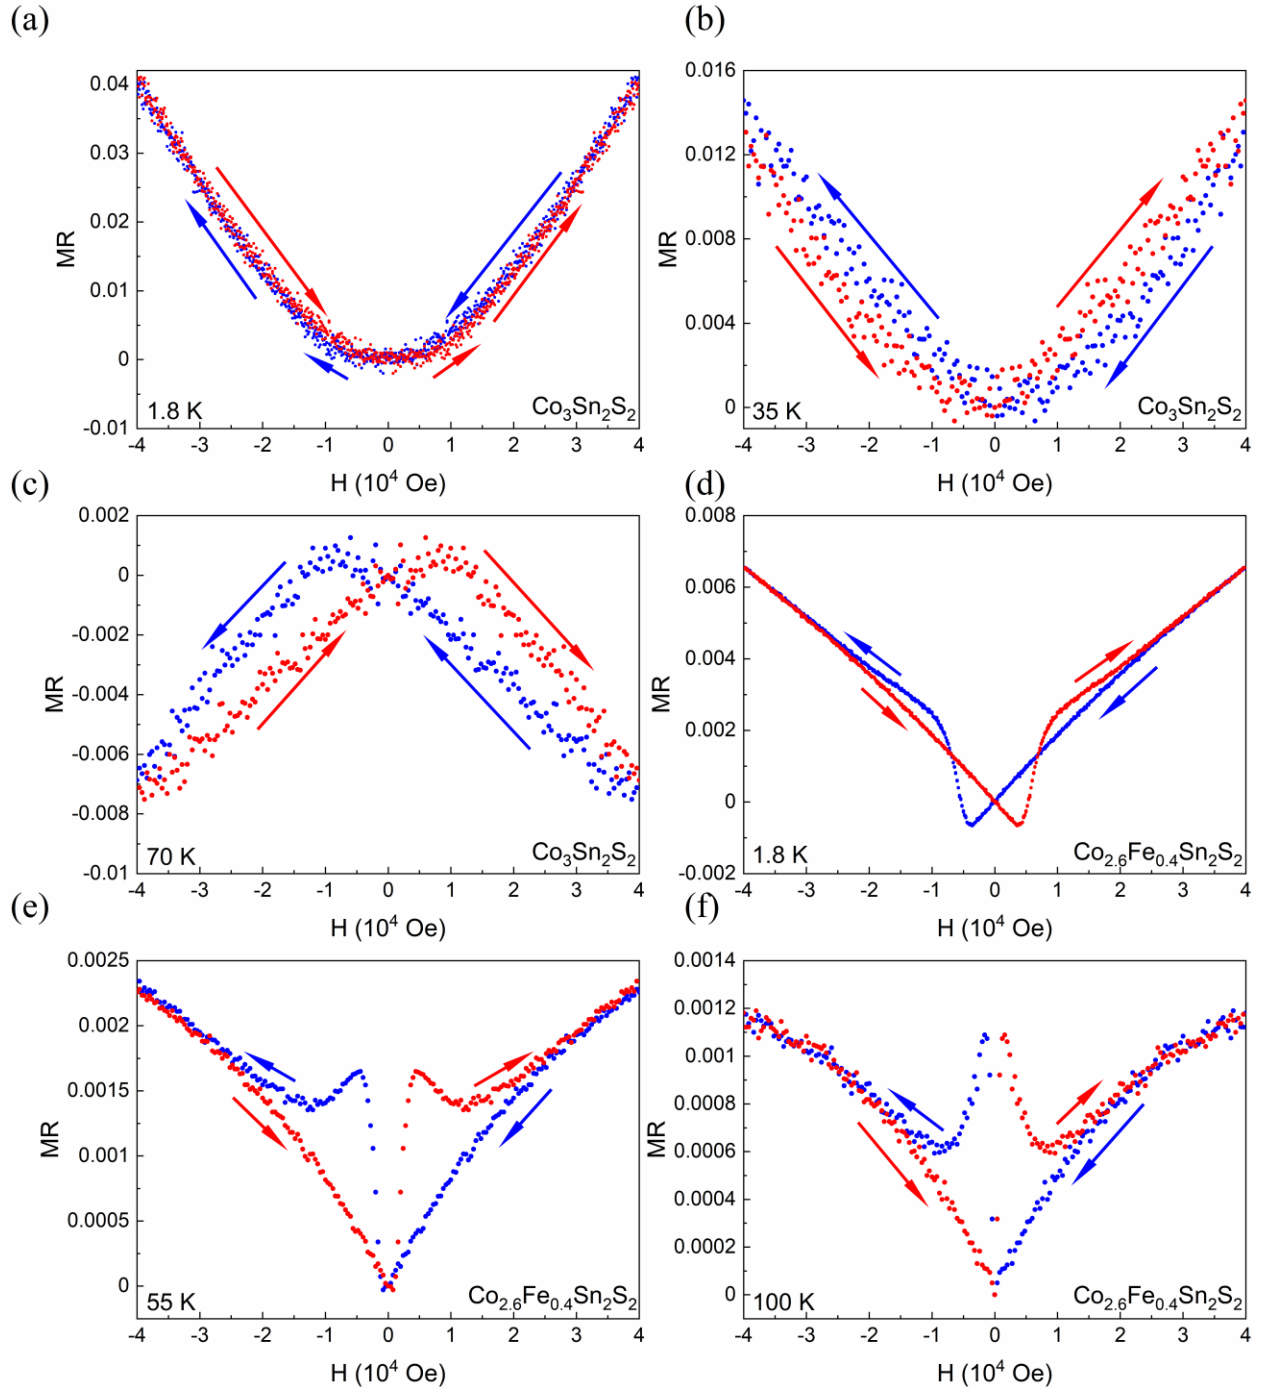 (a)
0.04
0.03
0.02
0.01
0
-0.01
MR
1.8 K
Co3Sn2S2
-4 -3 -2 -1 0 1 2 3 4
H (10^4 Oe)
(b)
0.016
0.012
0.008
0.004
0
MR
35 K
Co3Sn2S2
-4 -3 -2 -1 0 1 2 3 4
H (10^4 Oe)
(c)
0.002
0
-0.002
-0.004
-0.006
-0.008
-0.01
MR
70 K
Co3Sn2S2
-4 -3 -2 -1 0 1 2 3 4
H (10^4 Oe)
(d)
0.008
0.006
0.004
0.002
0
-0.002
MR
1.8 K
Co2.6Fe0.4Sn2S2
-4 -3 -2 -1 0 1 2 3 4
H (10^4 Oe)
(e)
0.0025
0.002
0.0015
0.001
0.0005
0
MR
55 K
Co2.6Fe0.4Sn2S2
-4 -3 -2 -1 0 1 2 3 4
H (10^4 Oe)
(f)
0.0014
0.0012
0.001
0.0008
0.0006
0.0004
0.0002
0
MR
100 K
Co2.6Fe0.4Sn2S2
-4 -3 -2 -1 0 1 2 3 4
H (10^4 Oe)